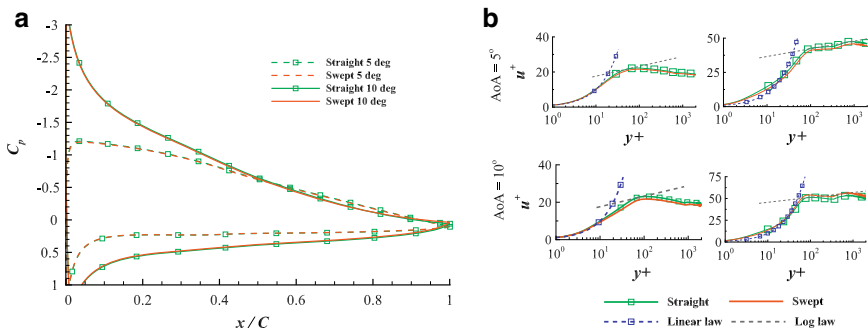 a
-3
-2.5
-2
-1.5
-1
-0.5
0
0.5
1
C_p
0 0.2 0.4 0.6 0.8 1
x / C
Straight 5 deg
Swept 5 deg
Straight 10 deg
Swept 10 deg
b
AoA = 5°
u+
40
20
0
10^0 10^1 10^2 10^3
y+
50
25
0
10^0 10^1 10^2 10^3
y+
AoA = 10°
u+
40
20
0
10^0 10^1 10^2 10^3
y+
75
50
25
0
10^0 10^1 10^2 10^3
y+
Straight
Swept
Linear law
Log law